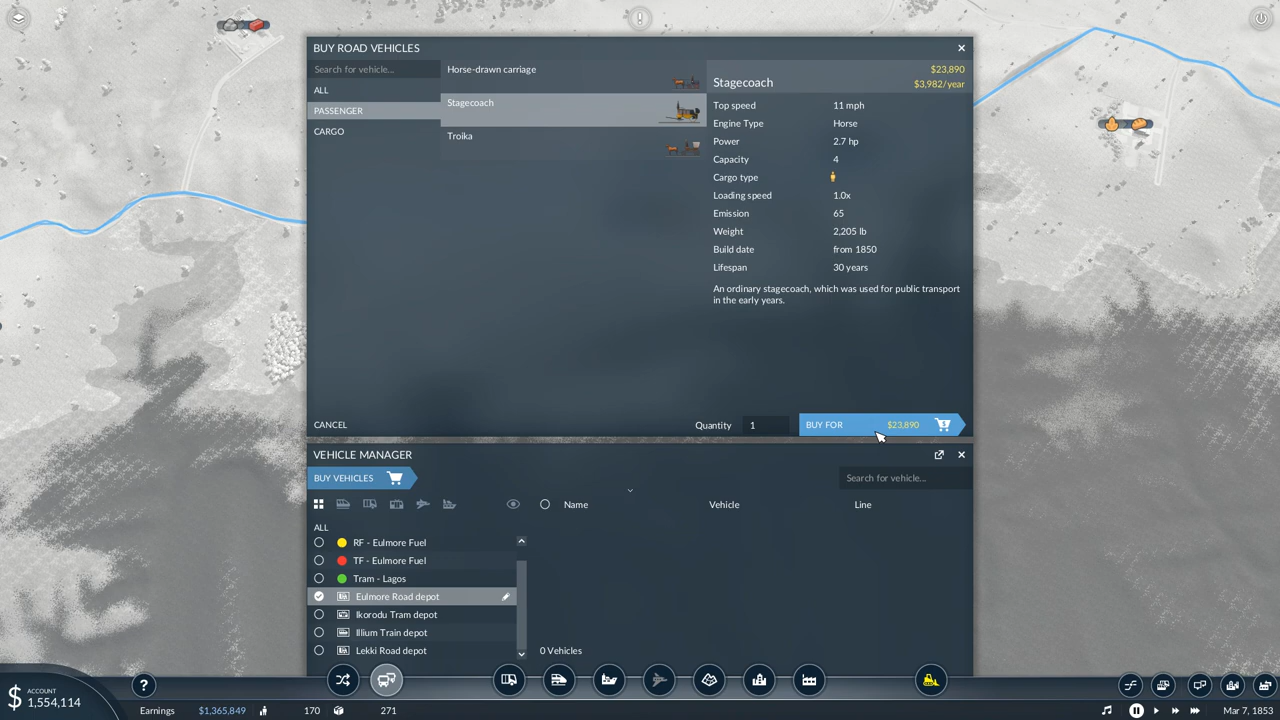 BUY ROAD VEHICLES
Search for vehicle...
ALL
PASSENGER
CARGO
Horse-drawn carriage
Stagecoach
Troika
$23,890
Stagecoach
$3,982/year
Top speed 11 mph
Engine Type Horse
Power 2.7 hp
Capacity 4
Cargo type
Loading speed 1.0x
Emission 65
Weight 2,205 lb
Build date from 1850
Lifespan 30 years
An ordinary stagecoach, which was used for public transport
in the early years.
CANCEL
Quantity 1
BUY FOR $23,890
VEHICLE MANAGER
BUY VEHICLES
Search for vehicle...
Name Vehicle Line
ALL
RF - Eulmore Fuel
TF - Eulmore Fuel
Tram - Lagos
Eulmore Road depot
Ikorodu Tram depot
Illium Train depot
Lekki Road depot
0 Vehicles
$ ACCOUNT
1,554,114
?
Earnings $1,365,849 170 271
Mar 7, 1853